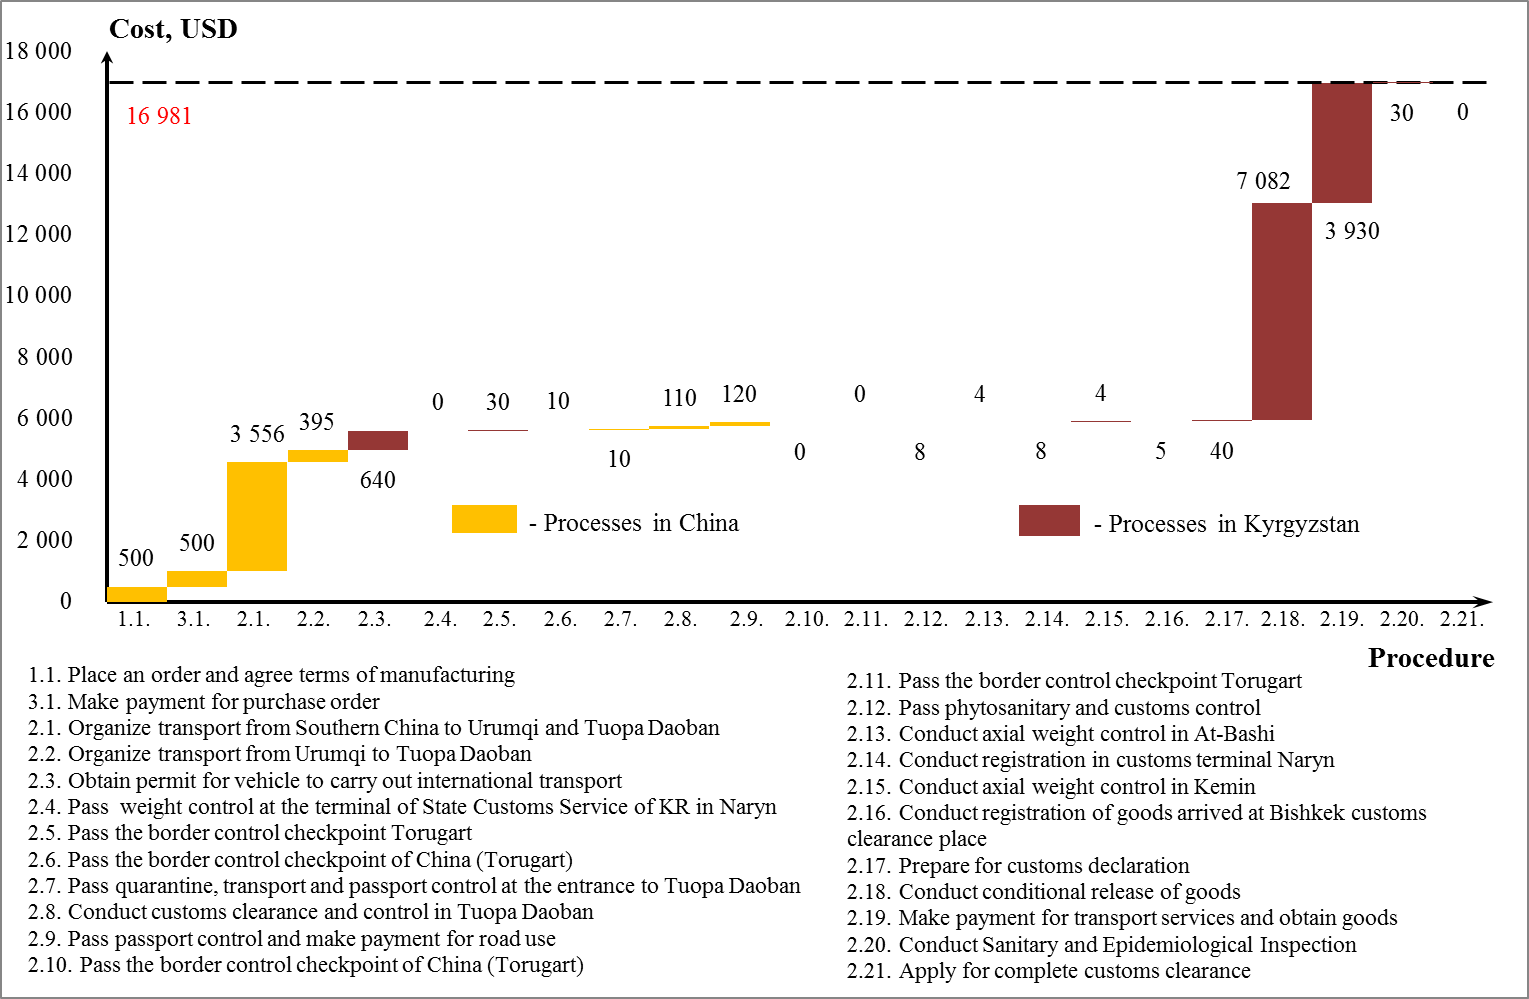 Cost, USD
18 000
16 000
14 000
12 000
10 000
8 000
6 000
4 000
2 000
0
16 981
500
500
3 556
395
640
0
30
10
10
110
120
0
0
8
4
8
4
5
40
7 082
3 930
30
0
- Processes in China
- Processes in Kyrgyzstan
1.1. 3.1. 2.1. 2.2. 2.3. 2.4. 2.5. 2.6. 2.7. 2.8. 2.9. 2.10. 2.11. 2.12. 2.13. 2.14. 2.15. 2.16. 2.17. 2.18. 2.19. 2.20. 2.21.
Procedure
1.1. Place an order and agree terms of manufacturing
3.1. Make payment for purchase order
2.1. Organize transport from Southern China to Urumqi and Tuopa Daoban
2.2. Organize transport from Urumqi to Tuopa Daoban
2.3. Obtain permit for vehicle to carry out international transport
2.4. Pass weight control at the terminal of State Customs Service of KR in Naryn
2.5. Pass the border control checkpoint Torugart
2.6. Pass the border control checkpoint of China (Torugart)
2.7. Pass quarantine, transport and passport control at the entrance to Tuopa Daoban
2.8. Conduct customs clearance and control in Tuopa Daoban
2.9. Pass passport control and make payment for road use
2.10. Pass the border control checkpoint of China (Torugart)
2.11. Pass the border control checkpoint Torugart
2.12. Pass phytosanitary and customs control
2.13. Conduct axial weight control in At-Bashi
2.14. Conduct registration in customs terminal Naryn
2.15. Conduct axial weight control in Kemin
2.16. Conduct registration of goods arrived at Bishkek customs
clearance place
2.17. Prepare for customs declaration
2.18. Conduct conditional release of goods
2.19. Make payment for transport services and obtain goods
2.20. Conduct Sanitary and Epidemiological Inspection
2.21. Apply for complete customs clearance